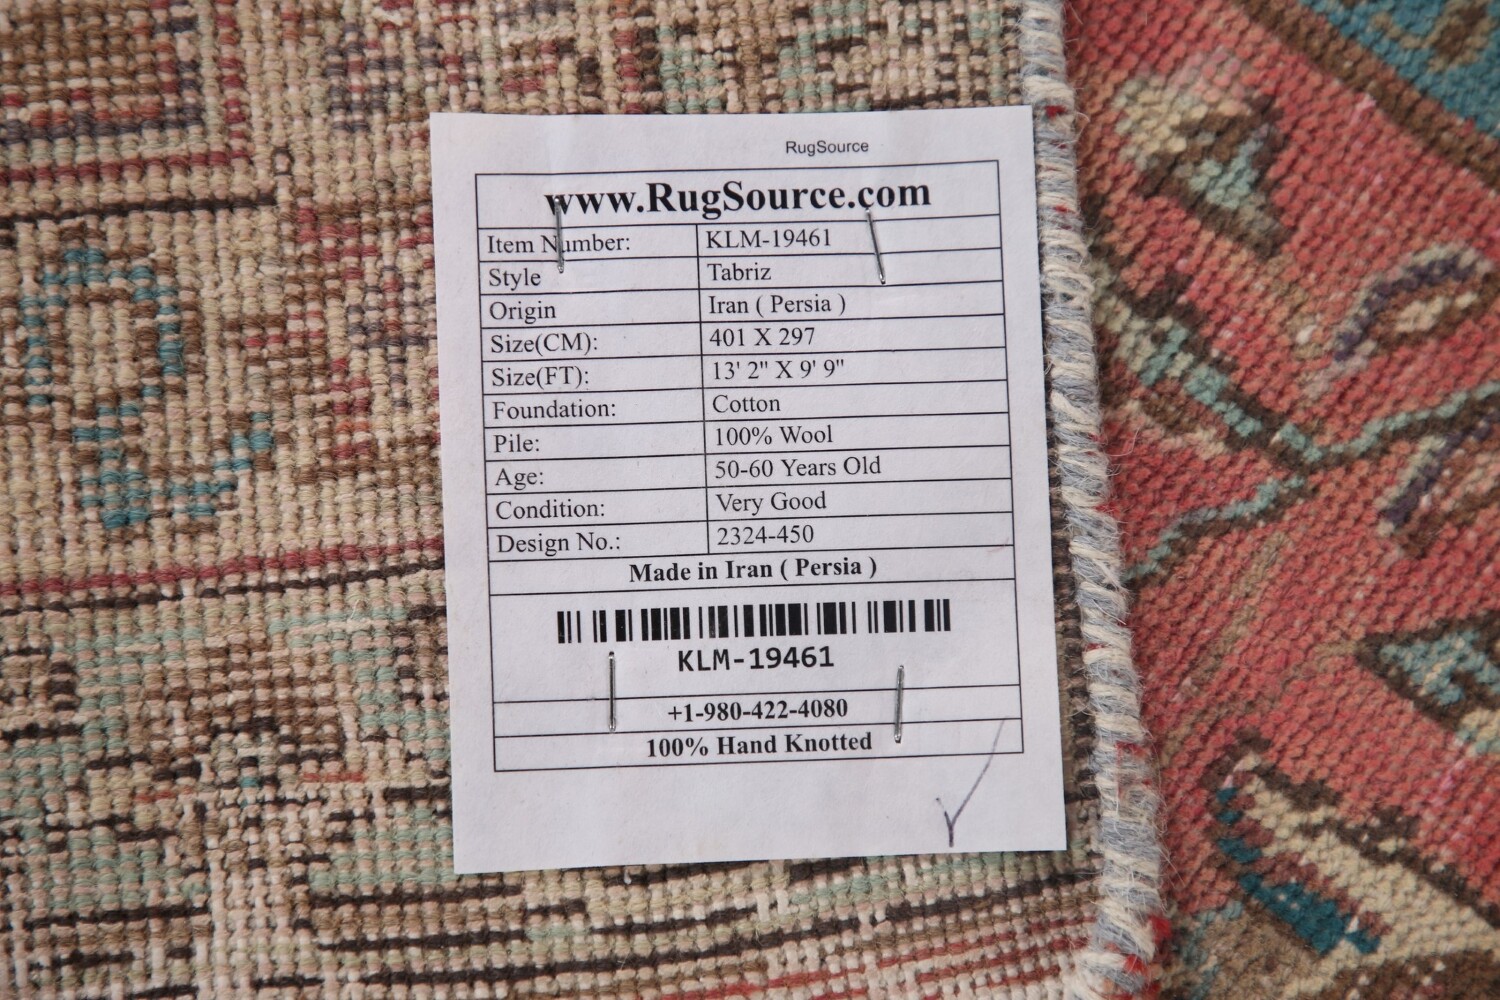 RugSource
www.RugSource.com
Item Number: KLM-19461
Style Tabriz
Origin Iran ( Persia )
Size(CM): 401 X 297
Size(FT): 13' 2" X 9' 9"
Foundation: Cotton
Pile: 100% Wool
Age: 50-60 Years Old
Condition: Very Good
Design No.: 2324-450
Made in Iran ( Persia )
KLM-19461
+1-980-422-4080
100% Hand Knotted